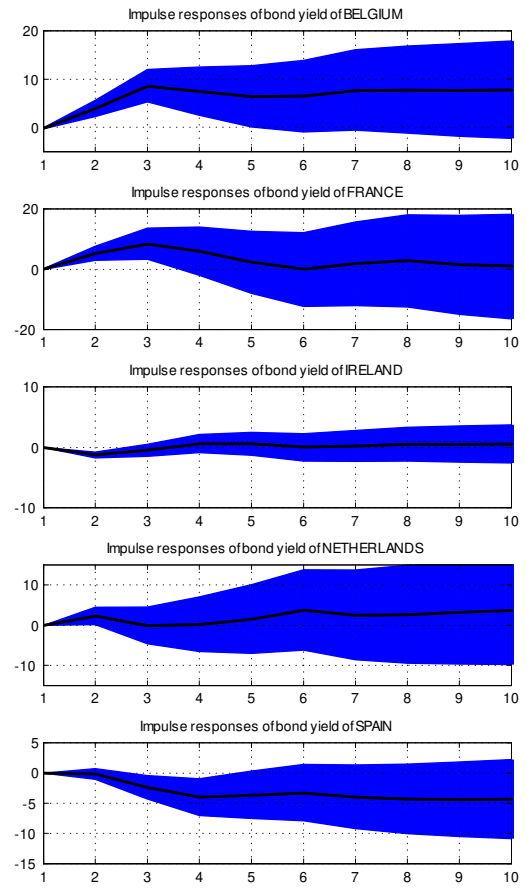 Impulse responses of bond yield of BELGIUM
20
10
0
1 2 3 4 5 6 7 8 9 10
Impulse responses of bond yield of FRANCE
20
0
-20
1 2 3 4 5 6 7 8 9 10
Impulse responses of bond yield of IRELAND
10
0
-10
1 2 3 4 5 6 7 8 9 10
Impulse responses of bond yield of NETHERLANDS
10
0
-10
1 2 3 4 5 6 7 8 9 10
Impulse responses of bond yield of SPAIN
5
0
-5
-10
-15
1 2 3 4 5 6 7 8 9 10